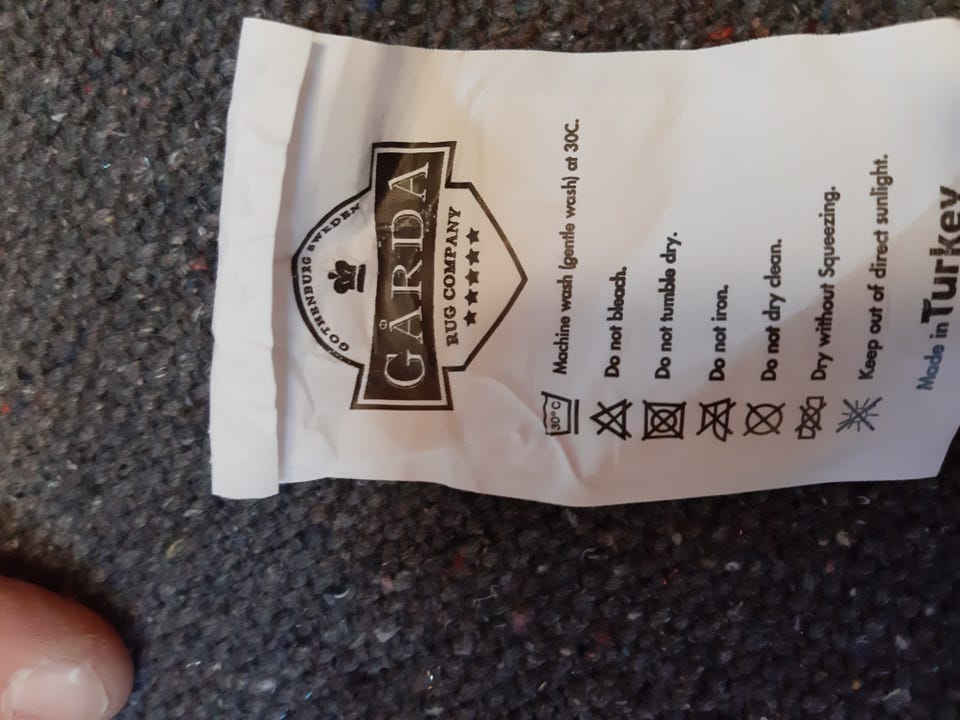 GOTHENBURG SWEDEN
GÅRDA
RUG COMPANY
30°C Machine wash (gentle wash) at 30C.
Do not bleach.
Do not tumble dry.
Do not iron.
Do not dry clean.
Dry without Squeezing.
Keep out of direct sunlight.
Made in Turkey